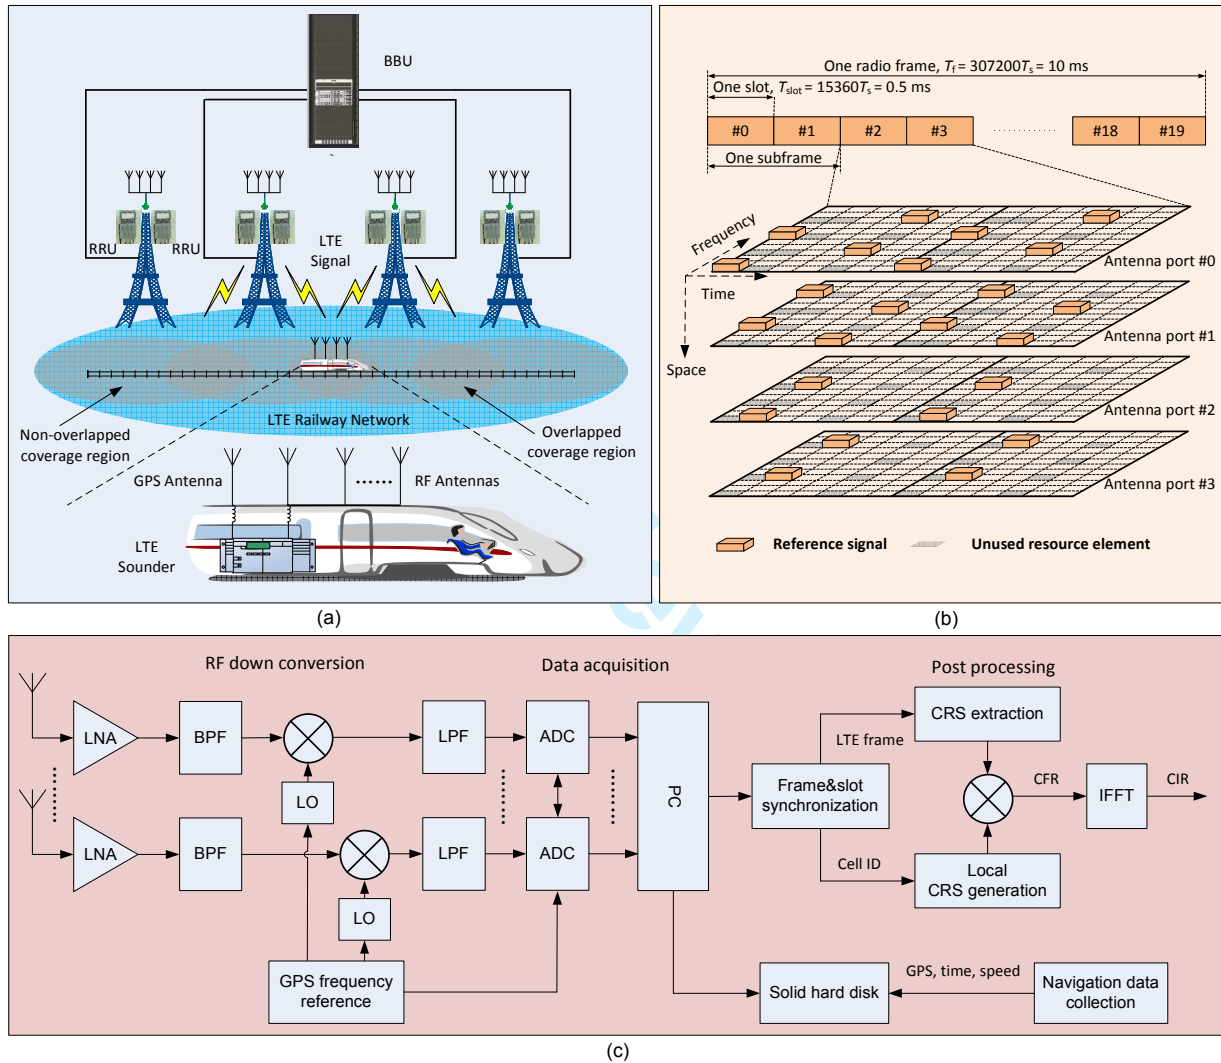 BBU
RRU
RRU
LTE
Signal
LTE Railway Network
Non-overlapped
coverage region
Overlapped
coverage region
GPS Antenna
RF Antennas
LTE
Sounder
(a)
One radio frame, Tf = 307200Ts = 10 ms
One slot, Tslot = 15360Ts = 0.5 ms
#0 #1 #2 #3 #18 #19
One subframe
Frequency
Time
Space
Antenna port #0
Antenna port #1
Antenna port #2
Antenna port #3
Reference signal
Unused resource element
(b)
RF down conversion
Data acquisition
Post processing
LNA
BPF
LO
LPF
ADC
LNA
BPF
LO
LPF
ADC
GPS frequency
reference
PC
LTE frame
Frame&slot
synchronization
Cell ID
CRS extraction
CFR
IFFT
CIR
Local
CRS generation
Solid hard disk
GPS, time, speed
Navigation data
collection
(c)